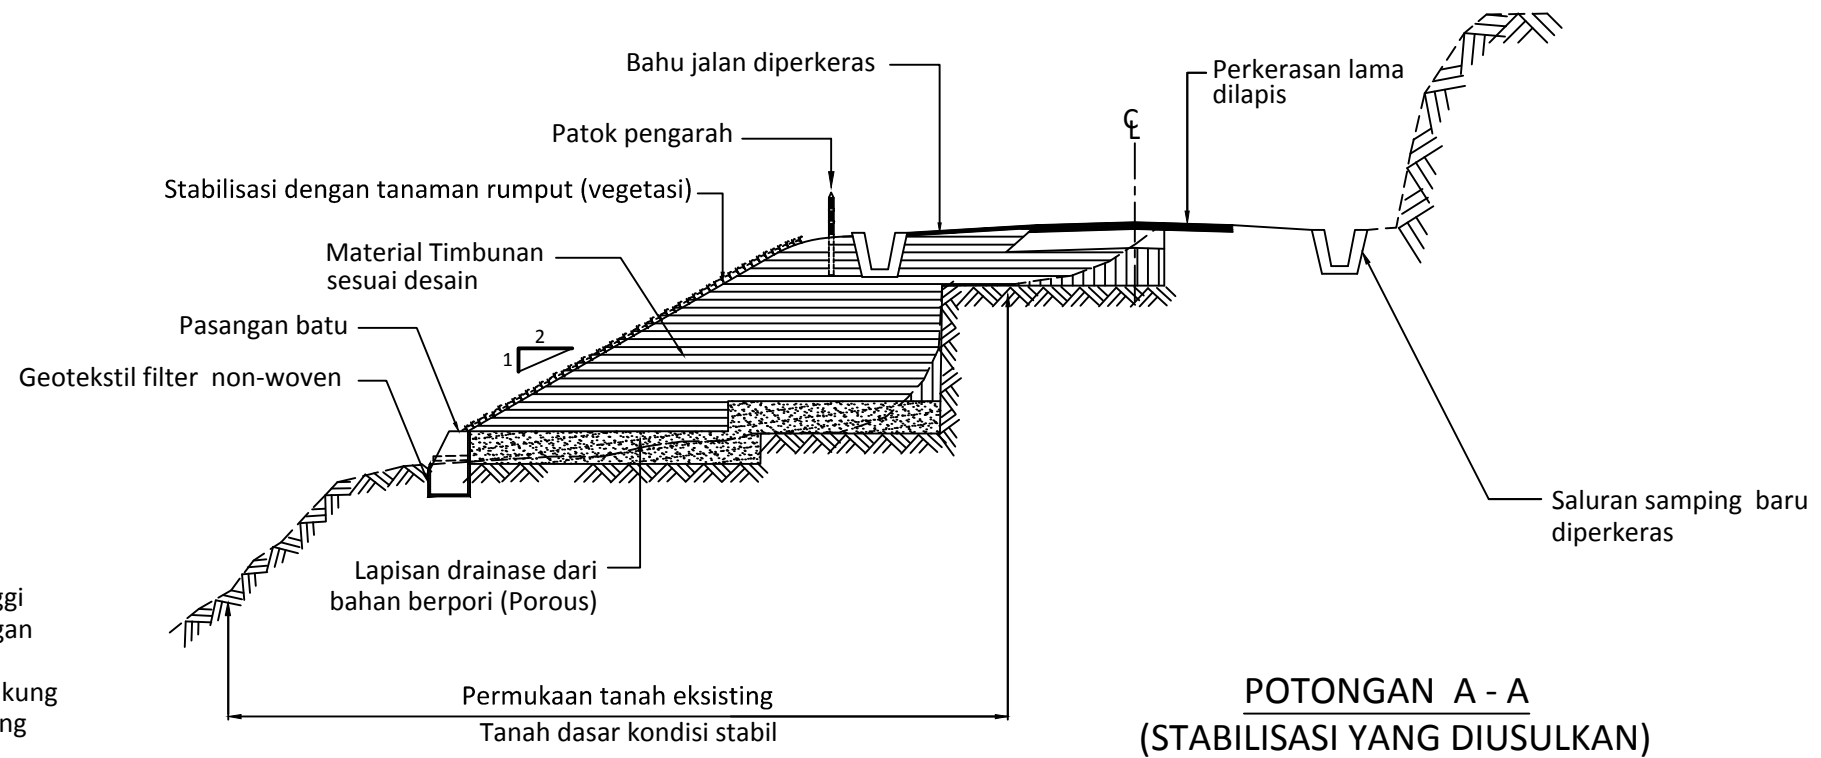 Bahu jalan diperkeras
Perkerasan lama
dilapis
CL
Patok pengarah
Stabilisasi dengan tanaman rumput (vegetasi)
Material Timbunan
sesuai desain
Pasangan batu
2
1
Geotekstil filter non-woven
Saluran samping baru
diperkeras
Lapisan drainase dari
bahan berpori (Porous)
Permukaan tanah eksisting
Tanah dasar kondisi stabil
POTONGAN A - A
(STABILISASI YANG DIUSULKAN)